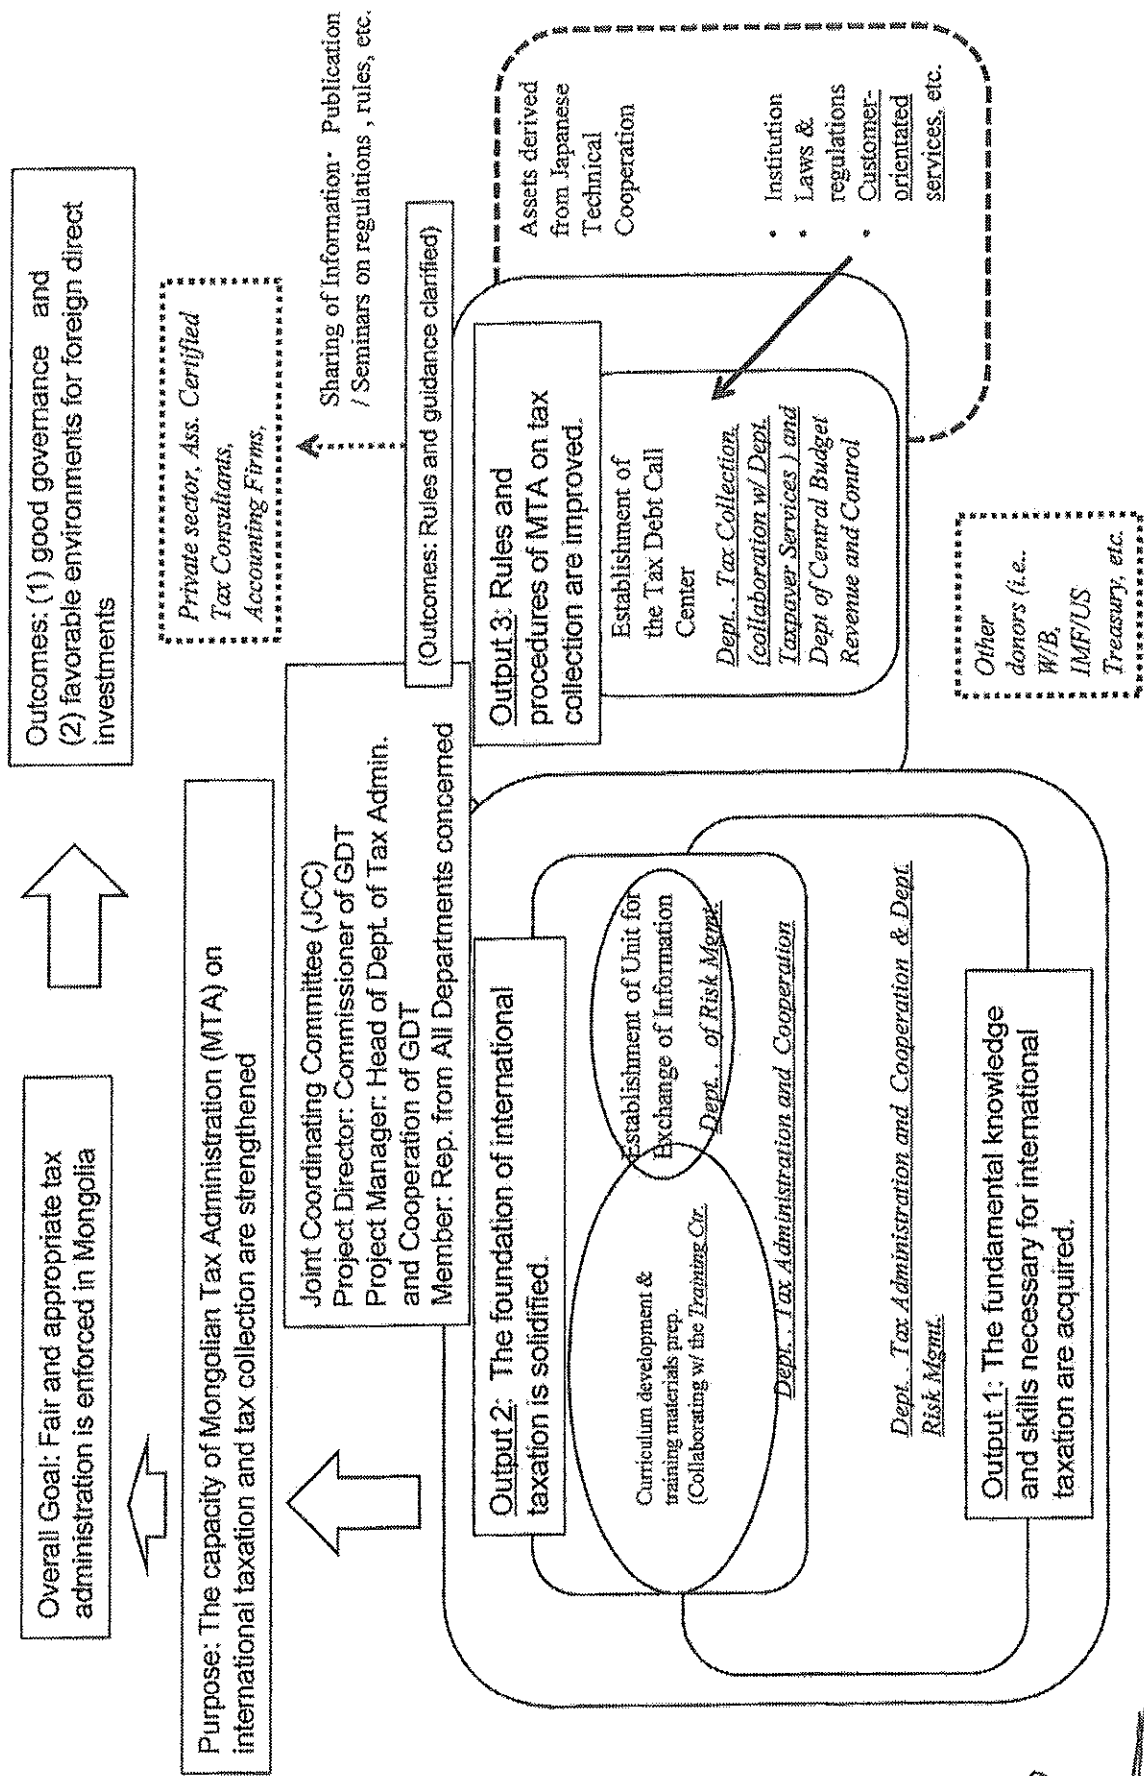 Overall Goal: Fair and appropriate tax
administration is enforced in Mongolia
Outcomes: (1) good governance and
(2) favorable environments for foreign direct
investments
Purpose: The capacity of Mongolian Tax Administration (MTA) on
international taxation and tax collection are strengthened
Private sector, Ass. Certified
Tax Consultants,
Accounting Firms,
Joint Coordinating Committee (JCC)
Project Director: Commissioner of GDT
Project Manager: Head of Dept. of Tax Admin.
and Cooperation of GDT
Member: Rep. from All Departments concerned
Sharing of Information· Publication
/ Seminars on regulations , rules, etc.
(Outcomes: Rules and guidance clarified)
Output 2: The foundation of international
taxation is solidified.
Curriculum development &
training materials prep.
(Collaborating w/ the Training Ctr.
Establishment of Unit for
Exchange of Information
Dept. . of Risk Mgmt.
Dept. . Tax Administration and Cooperation
Dept. . Tax Administration and Cooperation & Dept.
Risk Mgmt.
Output 1: The fundamental knowledge
and skills necessary for international
taxation are acquired.
Output 3: Rules and
procedures of MTA on tax
collection are improved.
Establishment of
the Tax Debt Call
Center
Dept. . Tax Collection,
(collaboration w/ Dept.
Taxpayer Services ) and
Dept of Central Budget
Revenue and Control
Assets derived
from Japanese
Technical
Cooperation
• Institution
• Laws &
regulations
• Customer-
orientated
services, etc.
Other
donors (i.e..
W/B,
IMF/US
Treasury, etc.